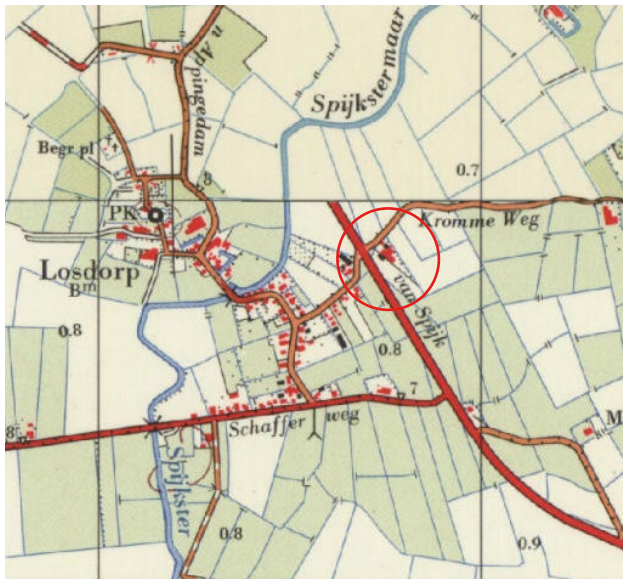 n Appingedam
Spijkstermaar
Begr. pl
0.7
8
PK
Kromme Weg
Losdorp
Bm
van Spijk
0.8
0.8
7
8
Schaffer weg
M
Spijkster
0.8
0.9